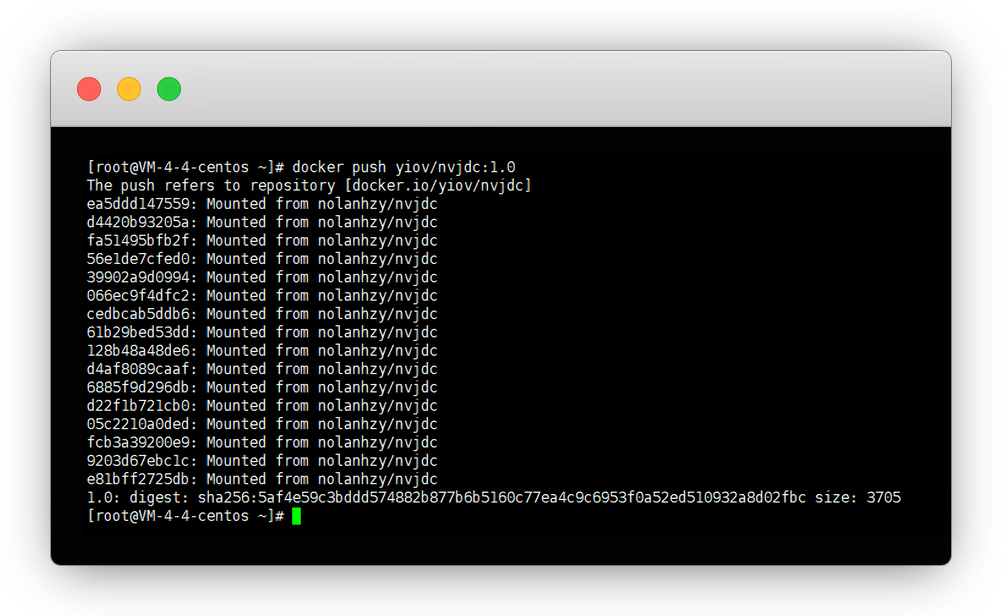 [root@VM-4-4-centos ~]# docker push yiov/nvjdc:1.0
The push refers to repository [docker.io/yiov/nvjdc]
ea5ddd147559: Mounted from nolanhzy/nvjdc
d4420b93205a: Mounted from nolanhzy/nvjdc
fa51495bfb2f: Mounted from nolanhzy/nvjdc
56e1de7cfed0: Mounted from nolanhzy/nvjdc
39902a9d0994: Mounted from nolanhzy/nvjdc
066ec9f4dfc2: Mounted from nolanhzy/nvjdc
cedbcab5ddb6: Mounted from nolanhzy/nvjdc
61b29bed53dd: Mounted from nolanhzy/nvjdc
128b48a48de6: Mounted from nolanhzy/nvjdc
d4af8089caaf: Mounted from nolanhzy/nvjdc
6885f9d296db: Mounted from nolanhzy/nvjdc
d22f1b721cb0: Mounted from nolanhzy/nvjdc
05c2210a0ded: Mounted from nolanhzy/nvjdc
fcb3a39200e9: Mounted from nolanhzy/nvjdc
9203d67ebc1c: Mounted from nolanhzy/nvjdc
e81bff2725db: Mounted from nolanhzy/nvjdc
1.0: digest: sha256:5af4e59c3bddd574882b877b6b5160c77ea4c9c6953f0a52ed510932a8d02fbc size: 3705
[root@VM-4-4-centos ~]#